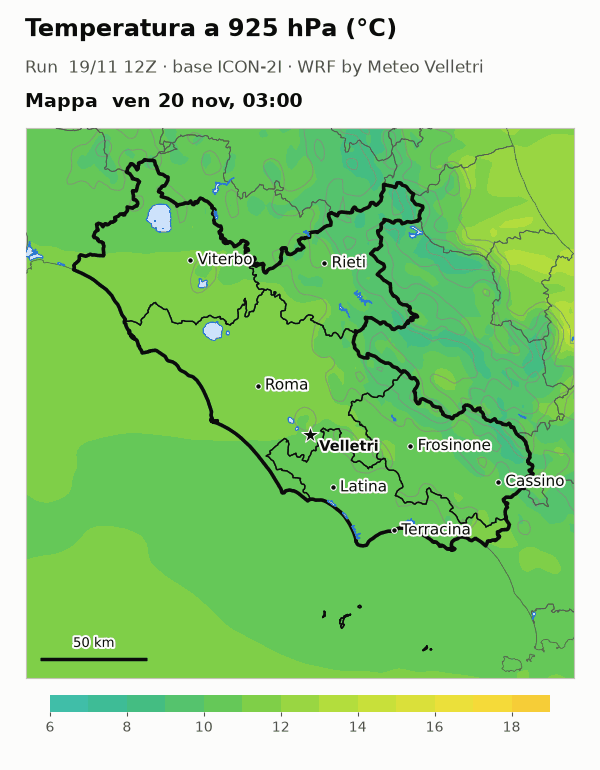 Temperatura a 925 hPa (°C)
Run  19/11 12Z · base ICON-2I · WRF by Meteo Velletri
Mappa  ven 20 nov, 03:00
Viterbo
Rieti
Roma
Velletri
Frosinone
Cassino
Latina
Terracina
50 km
6 8 10 12 14 16 18